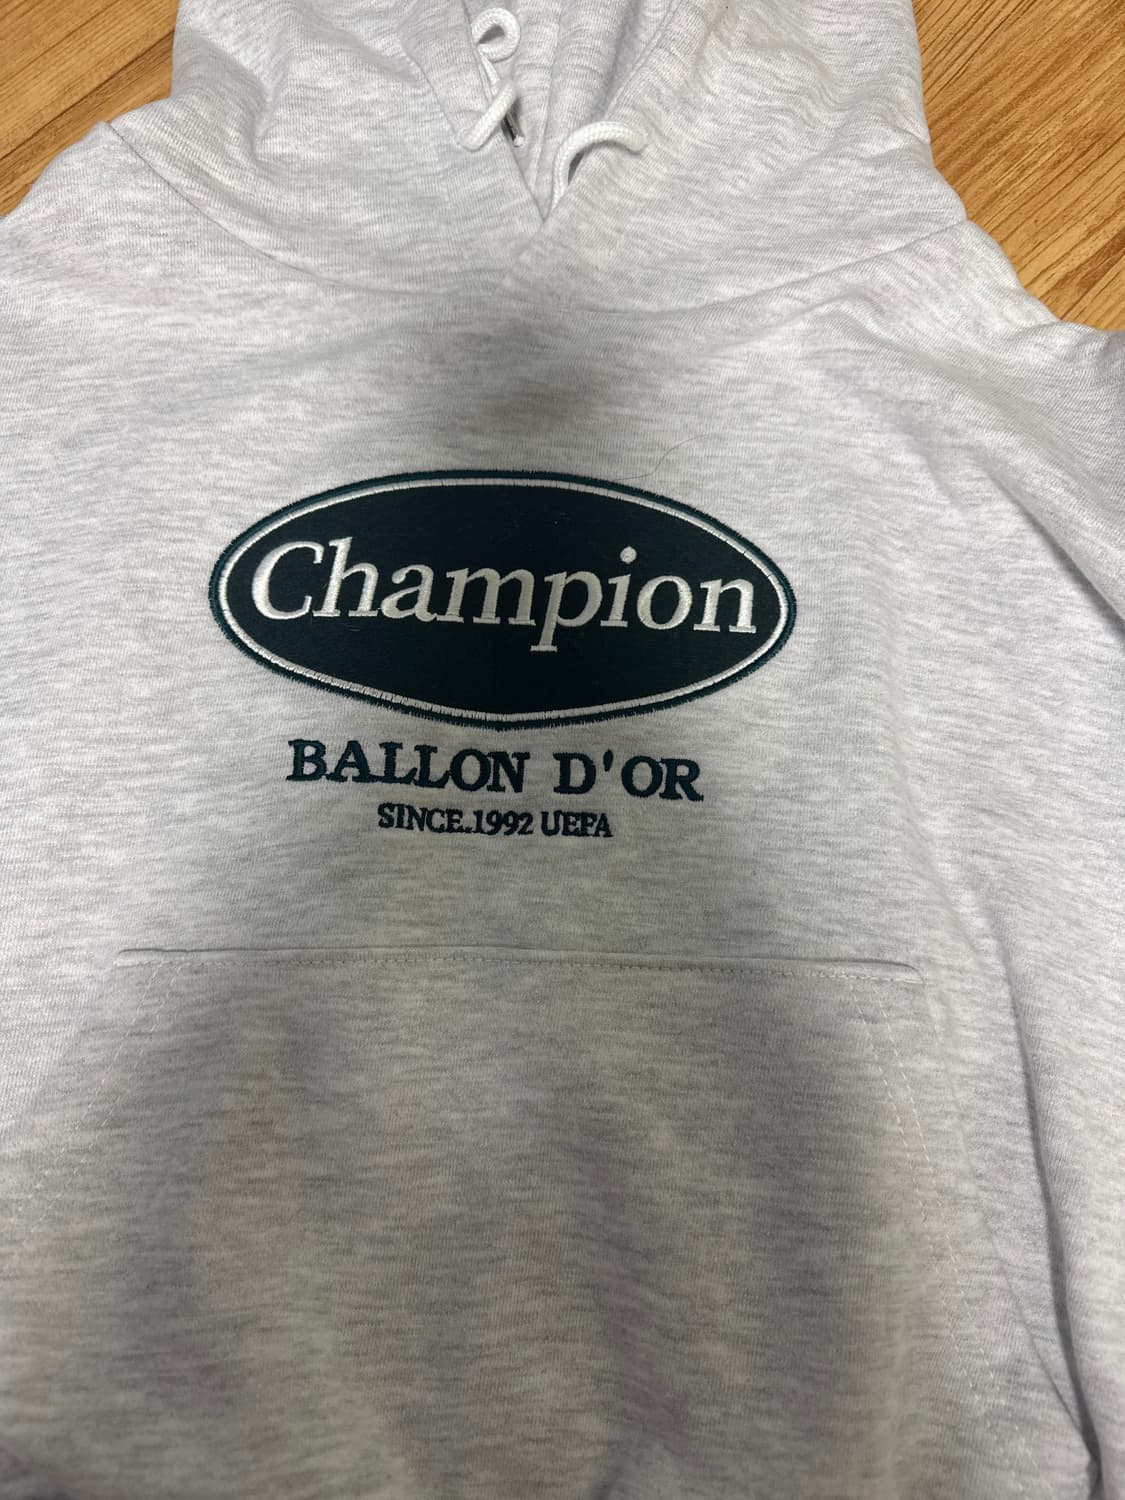 Champion
BALLON D'OR
SINCE.1992 UEFA